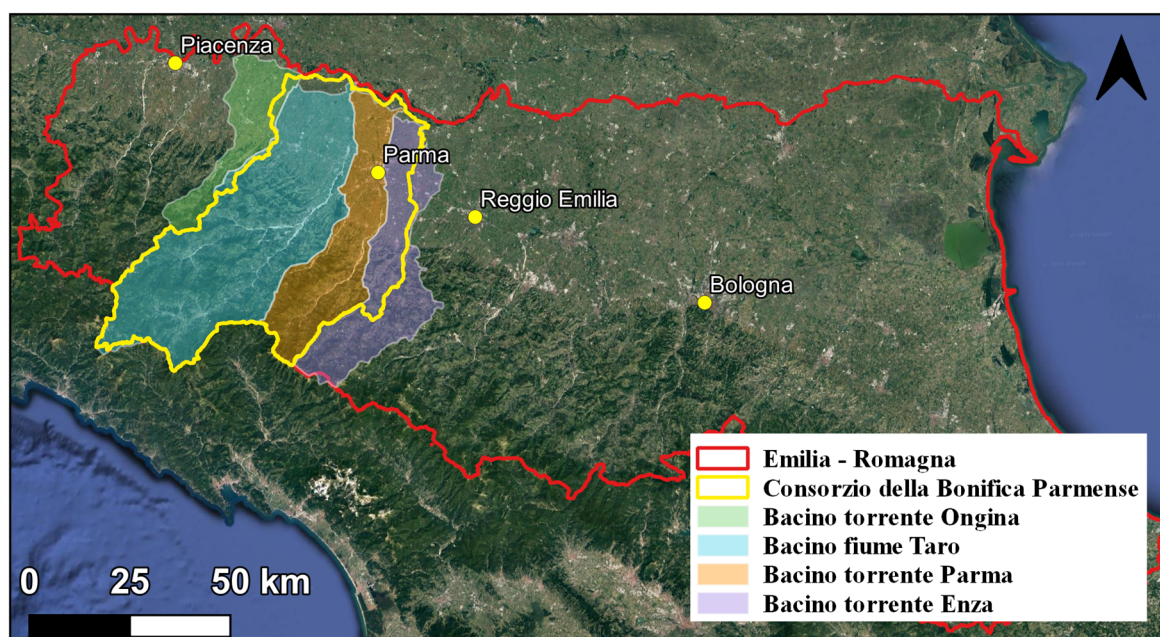 Piacenza
Parma
Reggio Emilia
Bologna
Emilia - Romagna
Consorzio della Bonifica Parmense
Bacino torrente Ongina
Bacino fiume Taro
Bacino torrente Parma
Bacino torrente Enza
0 25 50 km